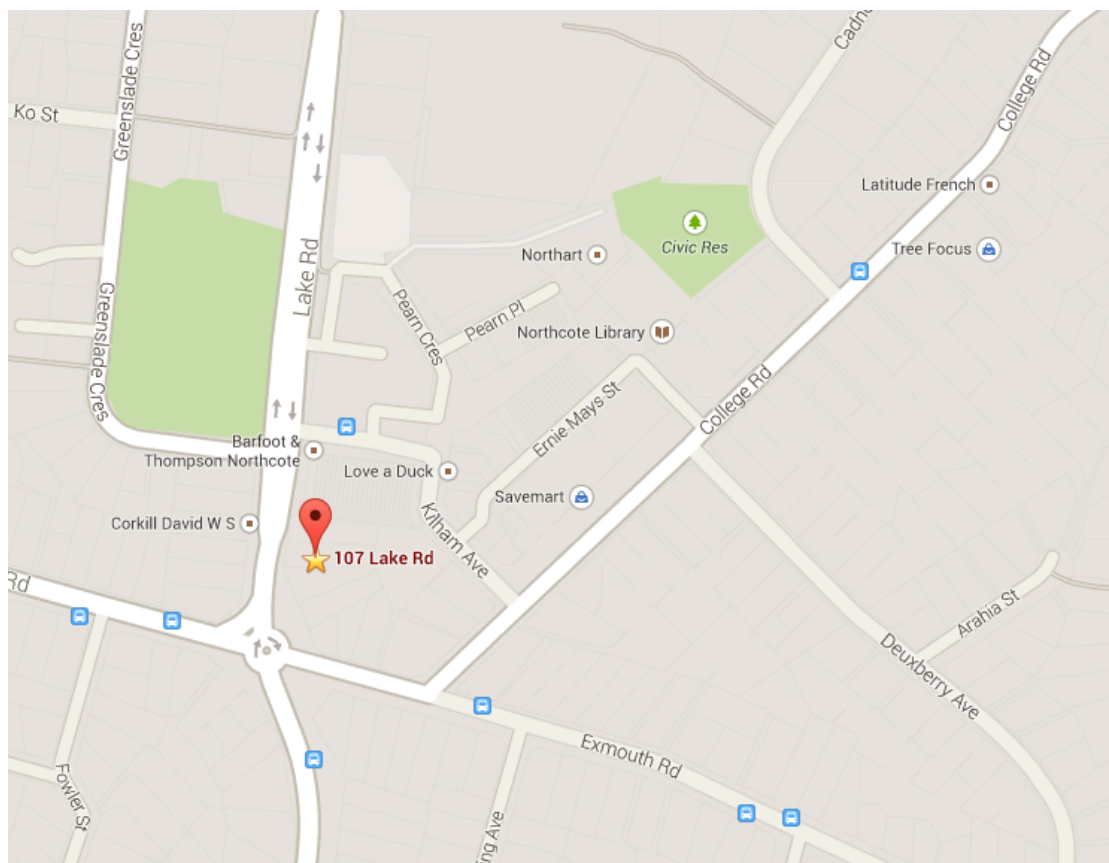 Cadn
College Rd
Ko St
Greenslade Cres
Latitude French
Lake Rd
Northart
Civic Res
Tree Focus
Greenslade Cres
Pearn Cres
Pearn Pl
Northcote Library
College Rd
Ernie Mays St
Barfoot &
Thompson Northcote
Love a Duck
Savemart
Corkill David W S
Kilham Ave
107 Lake Rd
Rd
Arahia St
Deuxberry Ave
Exmouth Rd
Fowler St
ing Ave